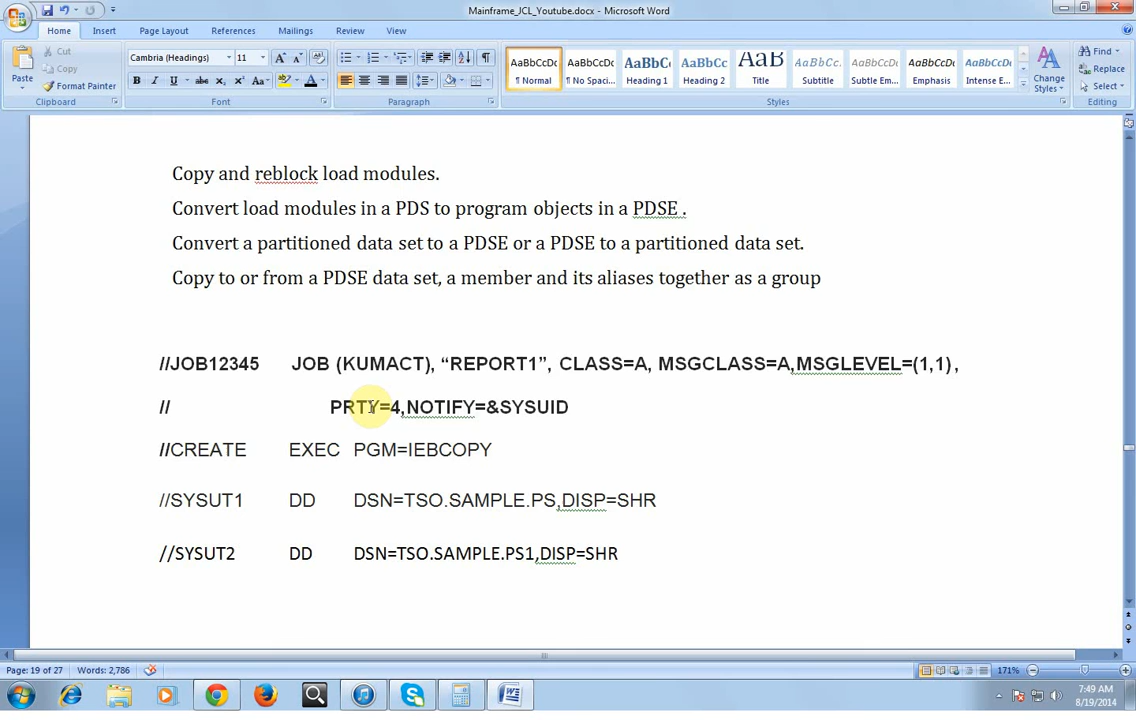 Mainframe_JCL_Youtube.docx - Microsoft Word
Home Insert Page Layout References Mailings Review View
Cut
Copy
Format Painter
Paste
Clipboard
Cambria (Headings) 11
B I U abc x₂ x² Aa A
Font
Paragraph
AaBbCcDc AaBbCcDc AaBbC AaBbCc AaB AaBbCc. AaBbCcDc AaBbCcDc AaBbCcDc
¶ Normal ¶ No Spaci... Heading 1 Heading 2 Title Subtitle Subtle Em... Emphasis Intense E...
Change Styles
Styles
Find
Replace
Select
Editing
Copy and reblock load modules.
Convert load modules in a PDS to program objects in a PDSE .
Convert a partitioned data set to a PDSE or a PDSE to a partitioned data set.
Copy to or from a PDSE data set, a member and its aliases together as a group
//JOB12345 JOB (KUMACT), “REPORT1”, CLASS=A, MSGCLASS=A,MSGLEVEL=(1,1),
// PRTY=4,NOTIFY=&SYSUID
//CREATE EXEC PGM=IEBCOPY
//SYSUT1 DD DSN=TSO.SAMPLE.PS,DISP=SHR
//SYSUT2 DD DSN=TSO.SAMPLE.PS1,DISP=SHR
Page: 19 of 27 Words: 2,786 171%
7:49 AM
8/19/2014